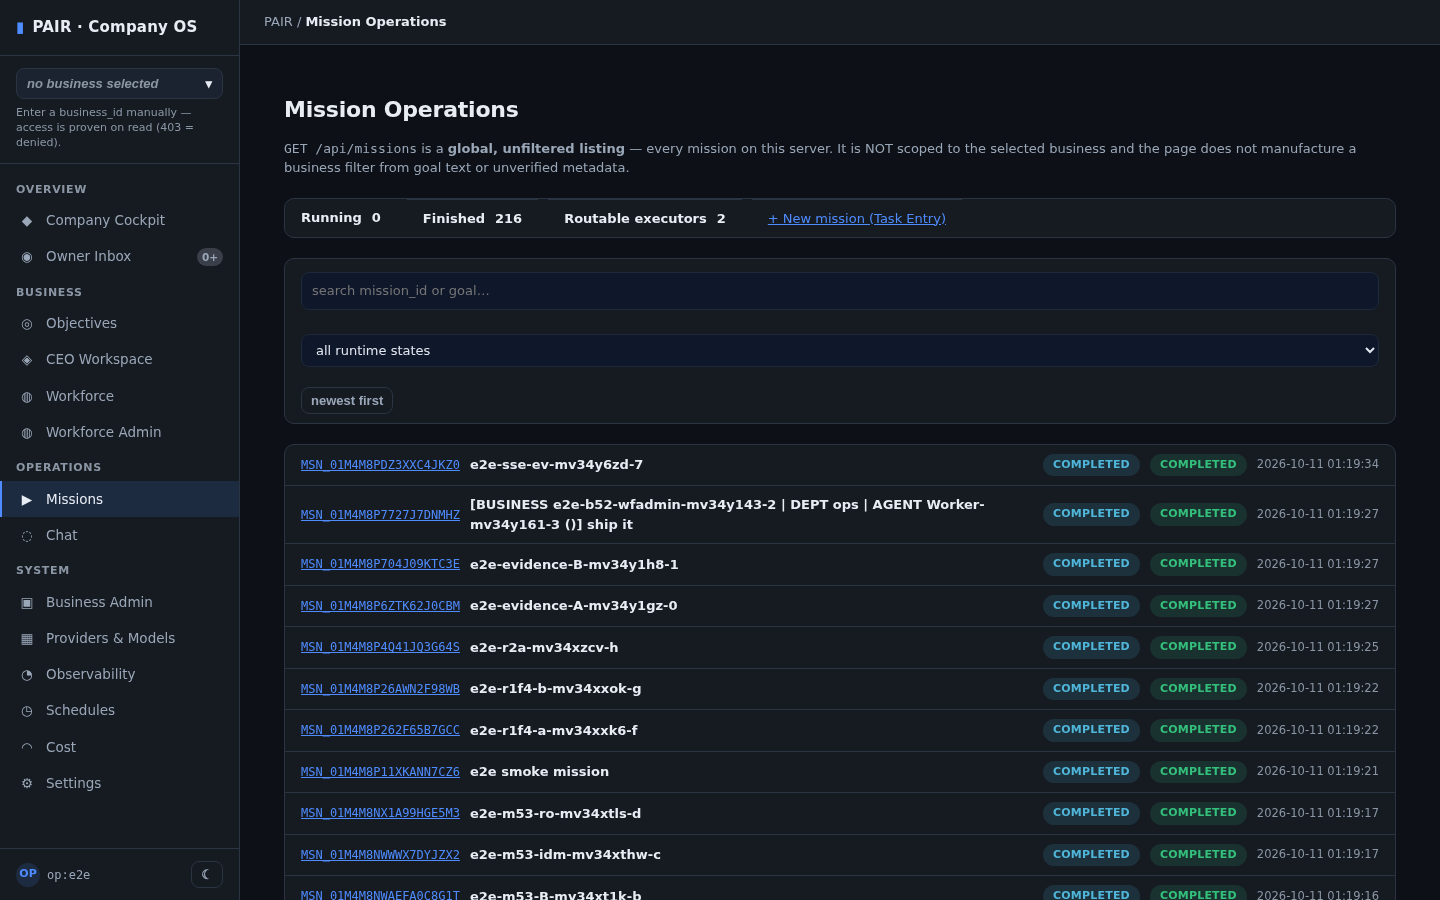 PAIR · Company OS
no business selected ▼
Enter a business_id manually —
access is proven on read (403 =
denied).
OVERVIEW
Company Cockpit
Owner Inbox 0+
BUSINESS
Objectives
CEO Workspace
Workforce
Workforce Admin
OPERATIONS
Missions
Chat
SYSTEM
Business Admin
Providers & Models
Observability
Schedules
Cost
Settings
OP op:e2e
PAIR / Mission Operations
Mission Operations
GET /api/missions is a global, unfiltered listing — every mission on this server. It is NOT scoped to the selected business and the page does not manufacture a
business filter from goal text or unverified metadata.
Running 0 Finished 216 Routable executors 2 + New mission (Task Entry)
search mission_id or goal…
all runtime states
newest first
MSN_01M4M8PDZ3XXC4JKZ0 e2e-sse-ev-mv34y6zd-7 COMPLETED COMPLETED 2026-10-11 01:19:34
[BUSINESS e2e-b52-wfadmin-mv34y143-2 | DEPT ops | AGENT Worker-
MSN_01M4M8P7727J7DNMHZ mv34y161-3 ()] ship it COMPLETED COMPLETED 2026-10-11 01:19:27
MSN_01M4M8P704J09KTC3E e2e-evidence-B-mv34y1h8-1 COMPLETED COMPLETED 2026-10-11 01:19:27
MSN_01M4M8P6ZTK62J0CBM e2e-evidence-A-mv34y1gz-0 COMPLETED COMPLETED 2026-10-11 01:19:27
MSN_01M4M8P4Q41JQ3G64S e2e-r2a-mv34xzcv-h COMPLETED COMPLETED 2026-10-11 01:19:25
MSN_01M4M8P26AWN2F98WB e2e-r1f4-b-mv34xxok-g COMPLETED COMPLETED 2026-10-11 01:19:22
MSN_01M4M8P262F65B7GCC e2e-r1f4-a-mv34xxk6-f COMPLETED COMPLETED 2026-10-11 01:19:22
MSN_01M4M8P11XKANN7CZ6 e2e smoke mission COMPLETED COMPLETED 2026-10-11 01:19:21
MSN_01M4M8NX1A99HGE5M3 e2e-m53-ro-mv34xtls-d COMPLETED COMPLETED 2026-10-11 01:19:17
MSN_01M4M8NWWWX7DYJZX2 e2e-m53-idm-mv34xthw-c COMPLETED COMPLETED 2026-10-11 01:19:17
MSN_01M4M8NWAEFA0C8G1T e2e-m53-B-mv34xt1k-b COMPLETED COMPLETED 2026-10-11 01:19:16